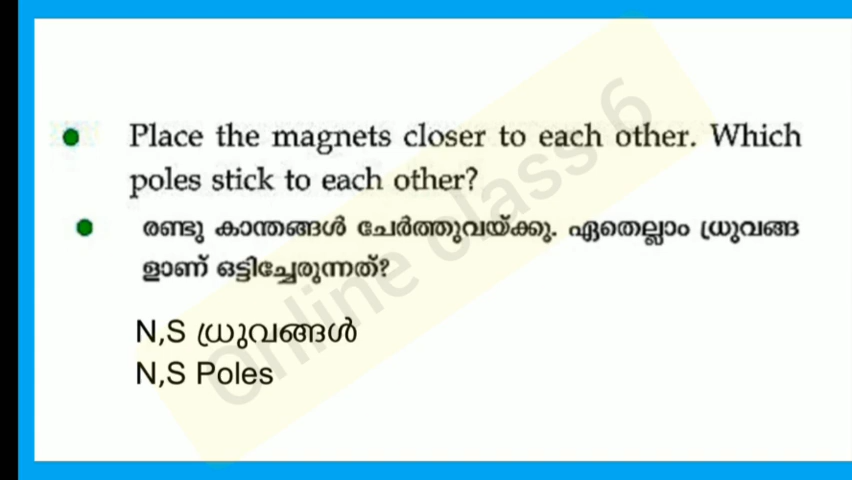 Place the magnets closer to each other. Which
poles stick to each other?
രണ്ടു കാന്തങ്ങൾ ചേർത്തുവയ്ക്കൂ. ഏതെല്ലാം ധ്രുവങ്ങ
ളാണ് ഒട്ടിച്ചേരുന്നത്?
N,S ധ്രുവങ്ങൾ
N,S Poles
Online class 6